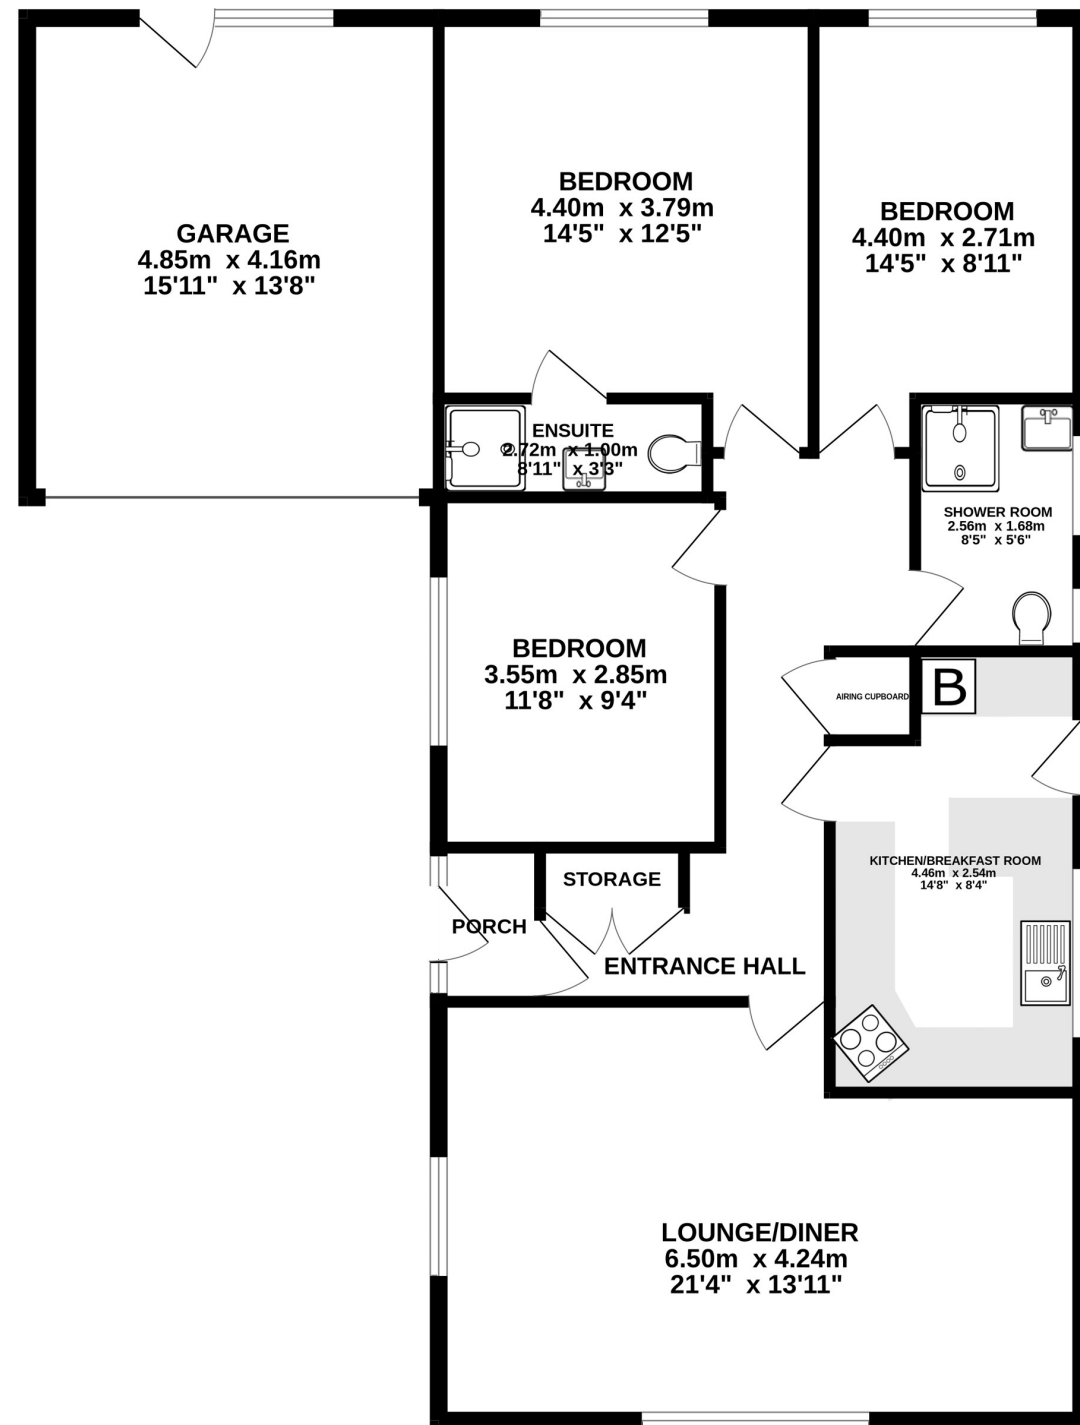 GARAGE
4.85m x 4.16m
15'11" x 13'8"
BEDROOM
4.40m x 3.79m
14'5" x 12'5"
BEDROOM
4.40m x 2.71m
14'5" x 8'11"
ENSUITE
2.72m x 1.00m
8'11" x 3'3"
SHOWER ROOM
2.56m x 1.68m
8'5" x 5'6"
BEDROOM
3.55m x 2.85m
11'8" x 9'4"
AIRING CUPBOARD
B
KITCHEN/BREAKFAST ROOM
4.46m x 2.54m
14'8" x 8'4"
STORAGE
PORCH
ENTRANCE HALL
LOUNGE/DINER
6.50m x 4.24m
21'4" x 13'11"